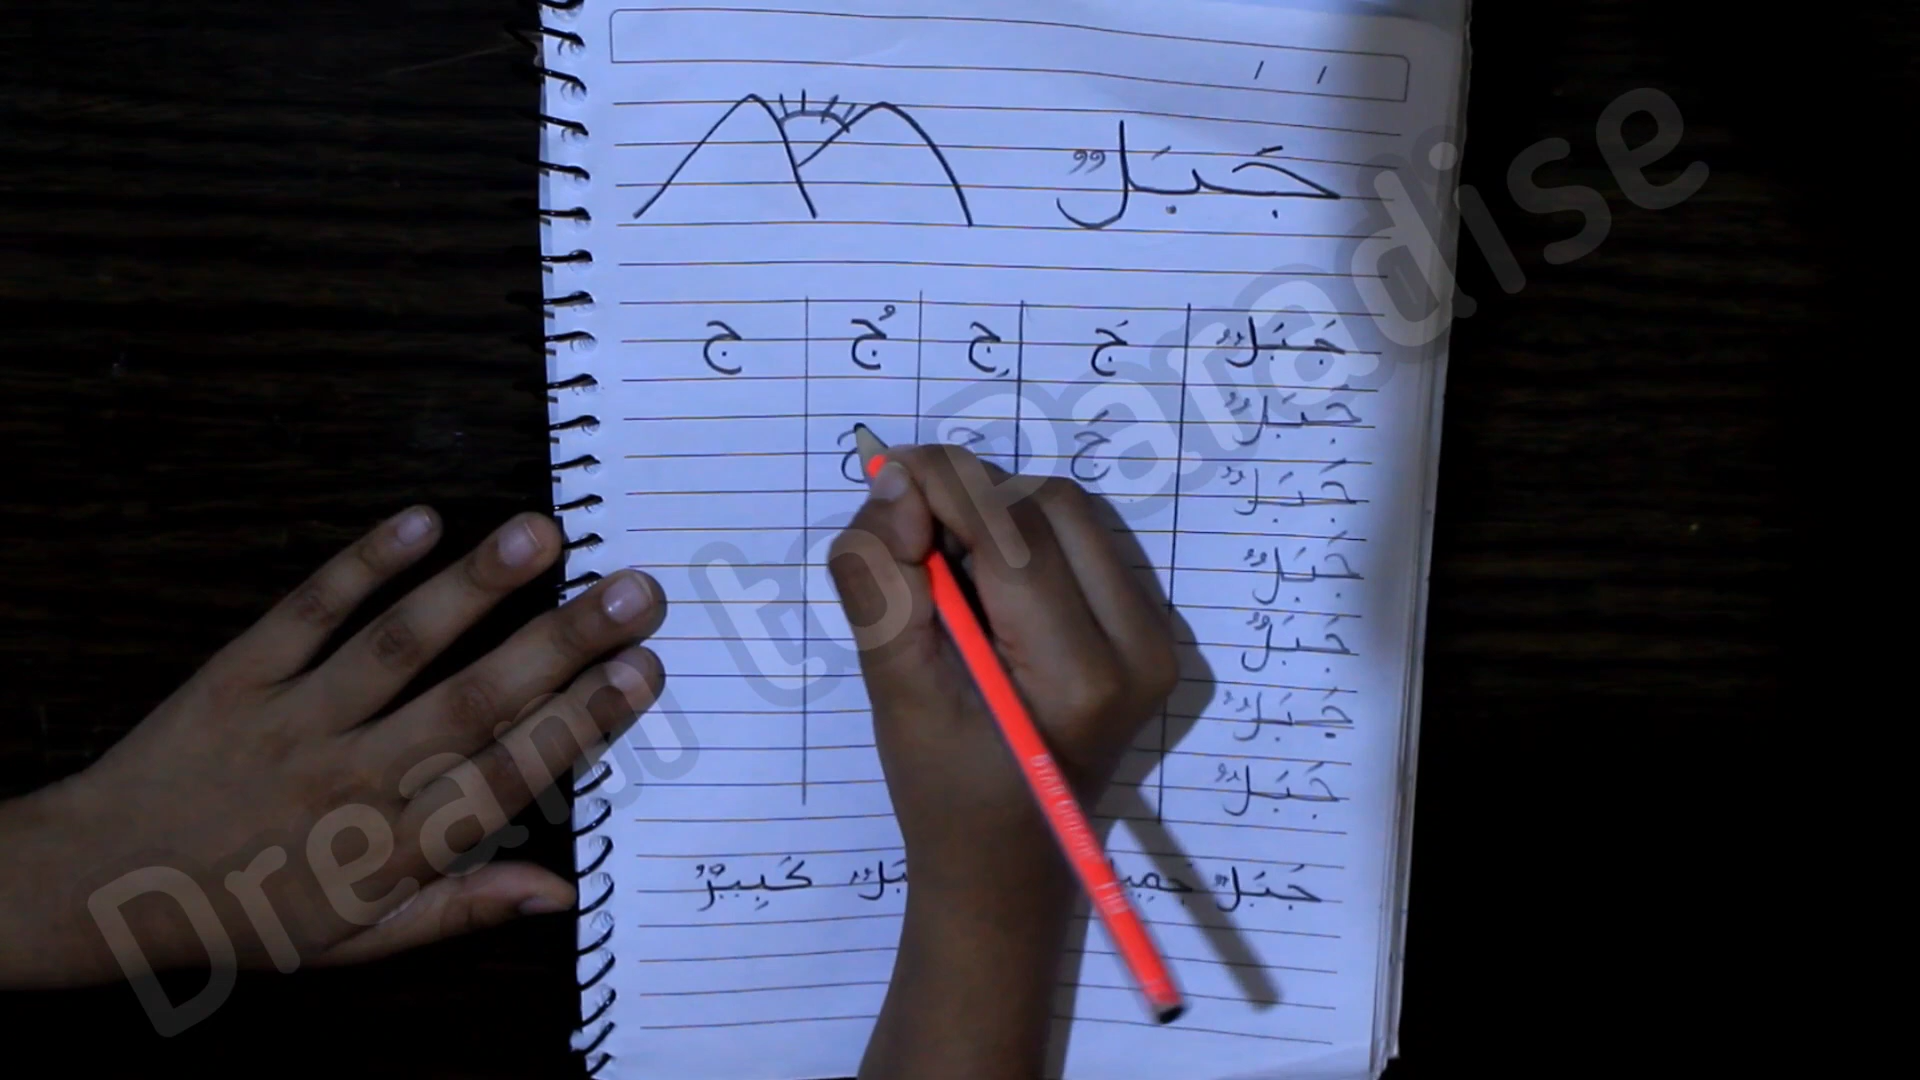 جَبَلٌ
جَبَلٌ جَ جِ جُ ج
جَبَلٌ جَ
جَبَلٌ
جَبَلٌ
جَبَلٌ
جَبَلٌ
جَبَلٌ
جَبَلٌ كَبِيرٌ
Dream to Paradise